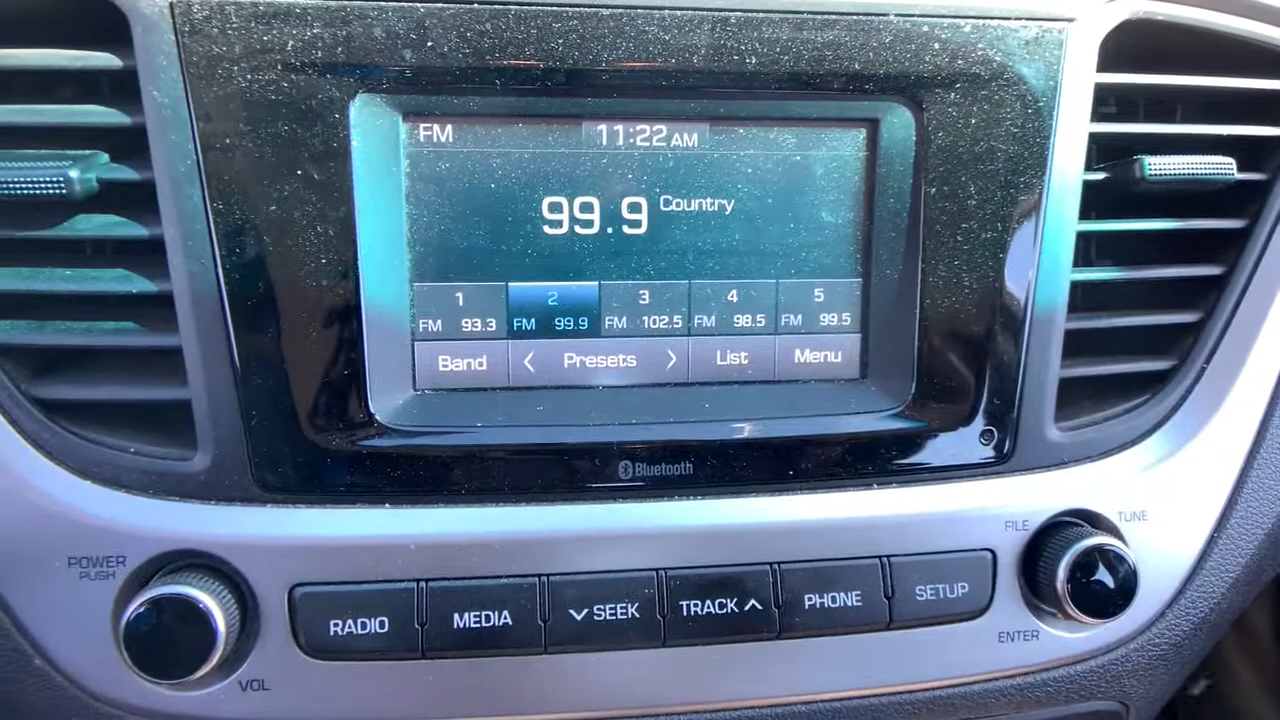 FM 11:22 AM
99.9 Country
1 2 3 4 5
FM 93.3 FM 99.9 FM 102.5 FM 98.5 FM 99.5
Band < Presets > List Menu
Bluetooth
POWER
PUSH
VOL
RADIO MEDIA SEEK TRACK PHONE SETUP
FILE TUNE
ENTER